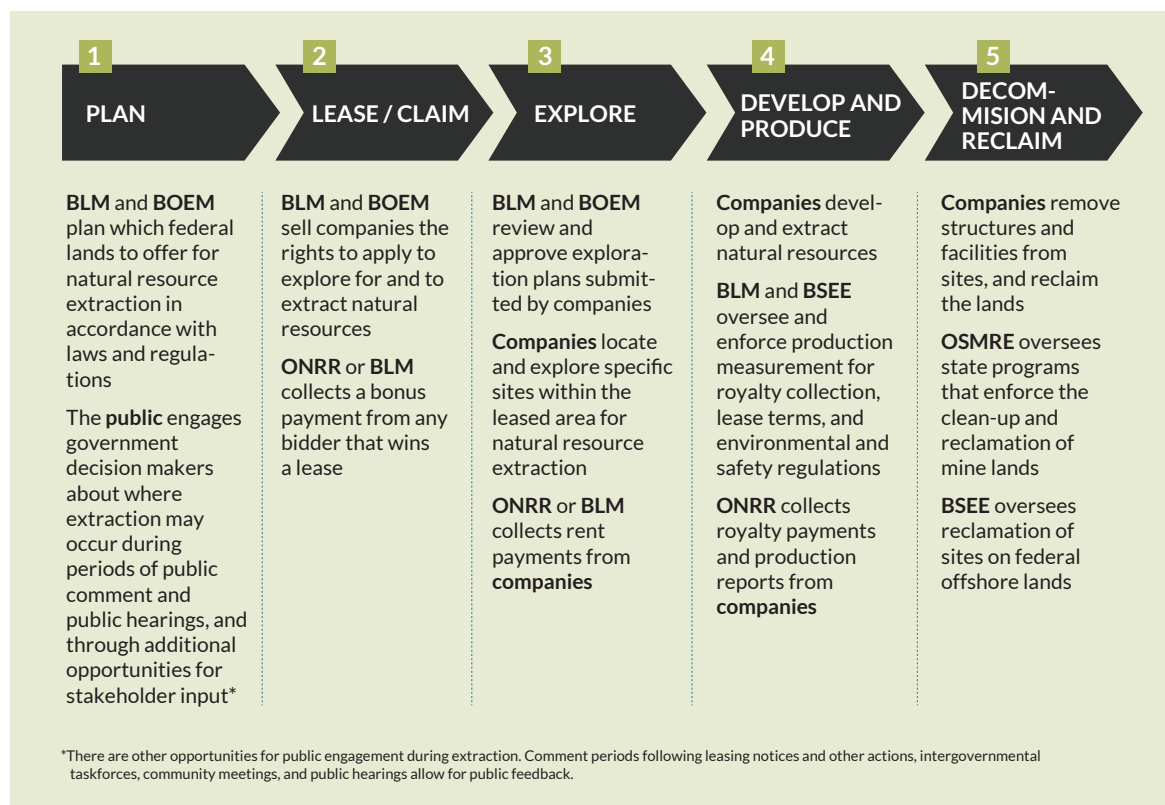 1
PLAN
BLM and BOEM
plan which federal
lands to offer for
natural resource
extraction in
accordance with
laws and regula-
tions
The public engages
government
decision makers
about where
extraction may
occur during
periods of public
comment and
public hearings, and
through additional
opportunities for
stakeholder input*
2
LEASE / CLAIM
BLM and BOEM
sell companies the
rights to apply to
explore for and to
extract natural
resources
ONRR or BLM
collects a bonus
payment from any
bidder that wins
a lease
3
EXPLORE
BLM and BOEM
review and
approve explora-
tion plans submit-
ted by companies
Companies locate
and explore specific
sites within the
leased area for
natural resource
extraction
ONRR or BLM
collects rent
payments from
companies
4
DEVELOP AND
PRODUCE
Companies devel-
op and extract
natural resources
BLM and BSEE
oversee and
enforce production
measurement for
royalty collection,
lease terms, and
environmental and
safety regulations
ONRR collects
royalty payments
and production
reports from
companies
5
DECOM-
MISION AND
RECLAIM
Companies remove
structures and
facilities from
sites, and reclaim
the lands
OSMRE oversees
state programs
that enforce the
clean-up and
reclamation of
mine lands
BSEE oversees
reclamation of
sites on federal
offshore lands
*There are other opportunities for public engagement during extraction. Comment periods following leasing notices and other actions, intergovernmental
taskforces, community meetings, and public hearings allow for public feedback.